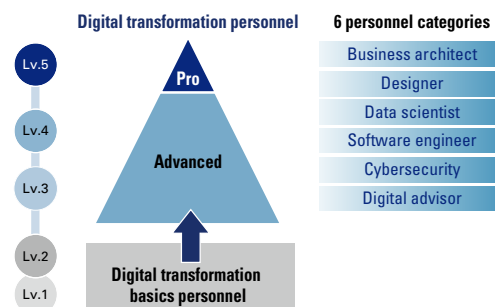 Digital transformation personnel
6 personnel categories
Lv.5
Lv.4
Lv.3
Lv.2
Lv.1
Pro
Advanced
Digital transformation
basics personnel
Business architect
Designer
Data scientist
Software engineer
Cybersecurity
Digital advisor